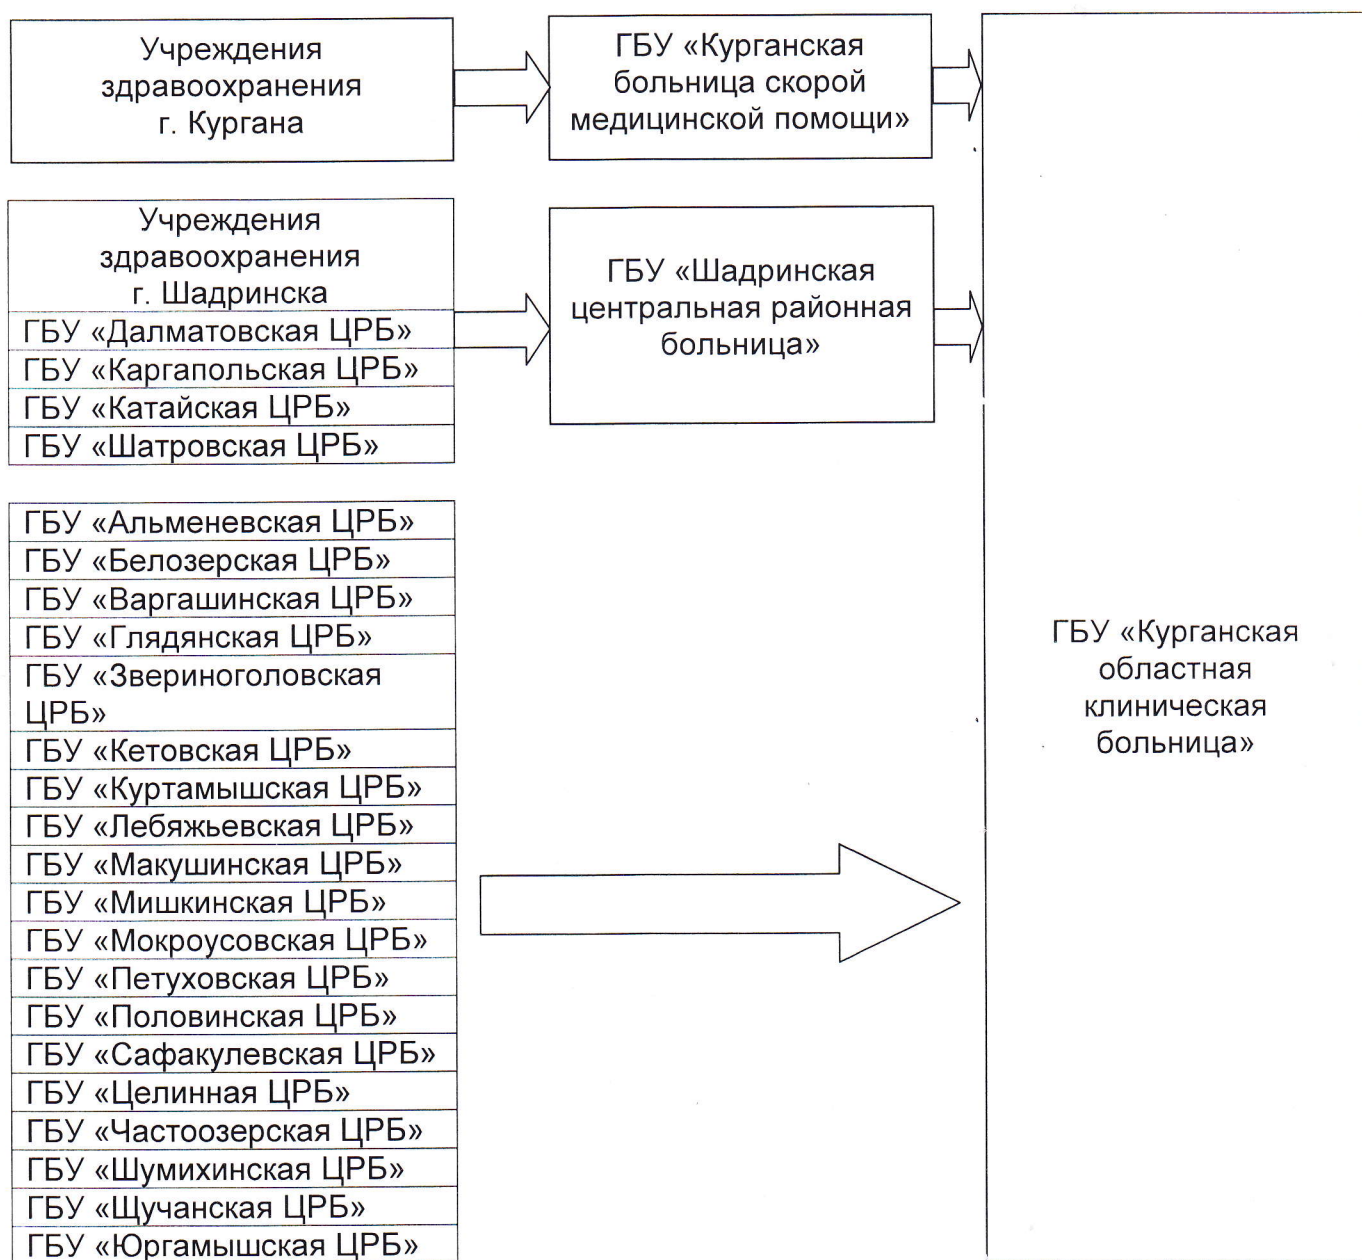 Учреждения
здравоохранения
г. Кургана
ГБУ «Курганская
больница скорой
медицинской помощи»
Учреждения
здравоохранения
г. Шадринска
ГБУ «Далматовская ЦРБ»
ГБУ «Каргапольская ЦРБ»
ГБУ «Катайская ЦРБ»
ГБУ «Шатровская ЦРБ»
ГБУ «Шадринская
центральная районная
больница»
ГБУ «Альменевская ЦРБ»
ГБУ «Белозерская ЦРБ»
ГБУ «Варгашинская ЦРБ»
ГБУ «Глядянская ЦРБ»
ГБУ «Звериноголовская
ЦРБ»
ГБУ «Кетовская ЦРБ»
ГБУ «Куртамышская ЦРБ»
ГБУ «Лебяжьевская ЦРБ»
ГБУ «Макушинская ЦРБ»
ГБУ «Мишкинская ЦРБ»
ГБУ «Мокроусовская ЦРБ»
ГБУ «Петуховская ЦРБ»
ГБУ «Половинская ЦРБ»
ГБУ «Сафакулевская ЦРБ»
ГБУ «Целинная ЦРБ»
ГБУ «Частоозерская ЦРБ»
ГБУ «Шумихинская ЦРБ»
ГБУ «Щучанская ЦРБ»
ГБУ «Юргамышская ЦРБ»
ГБУ «Курганская
областная
клиническая
больница»